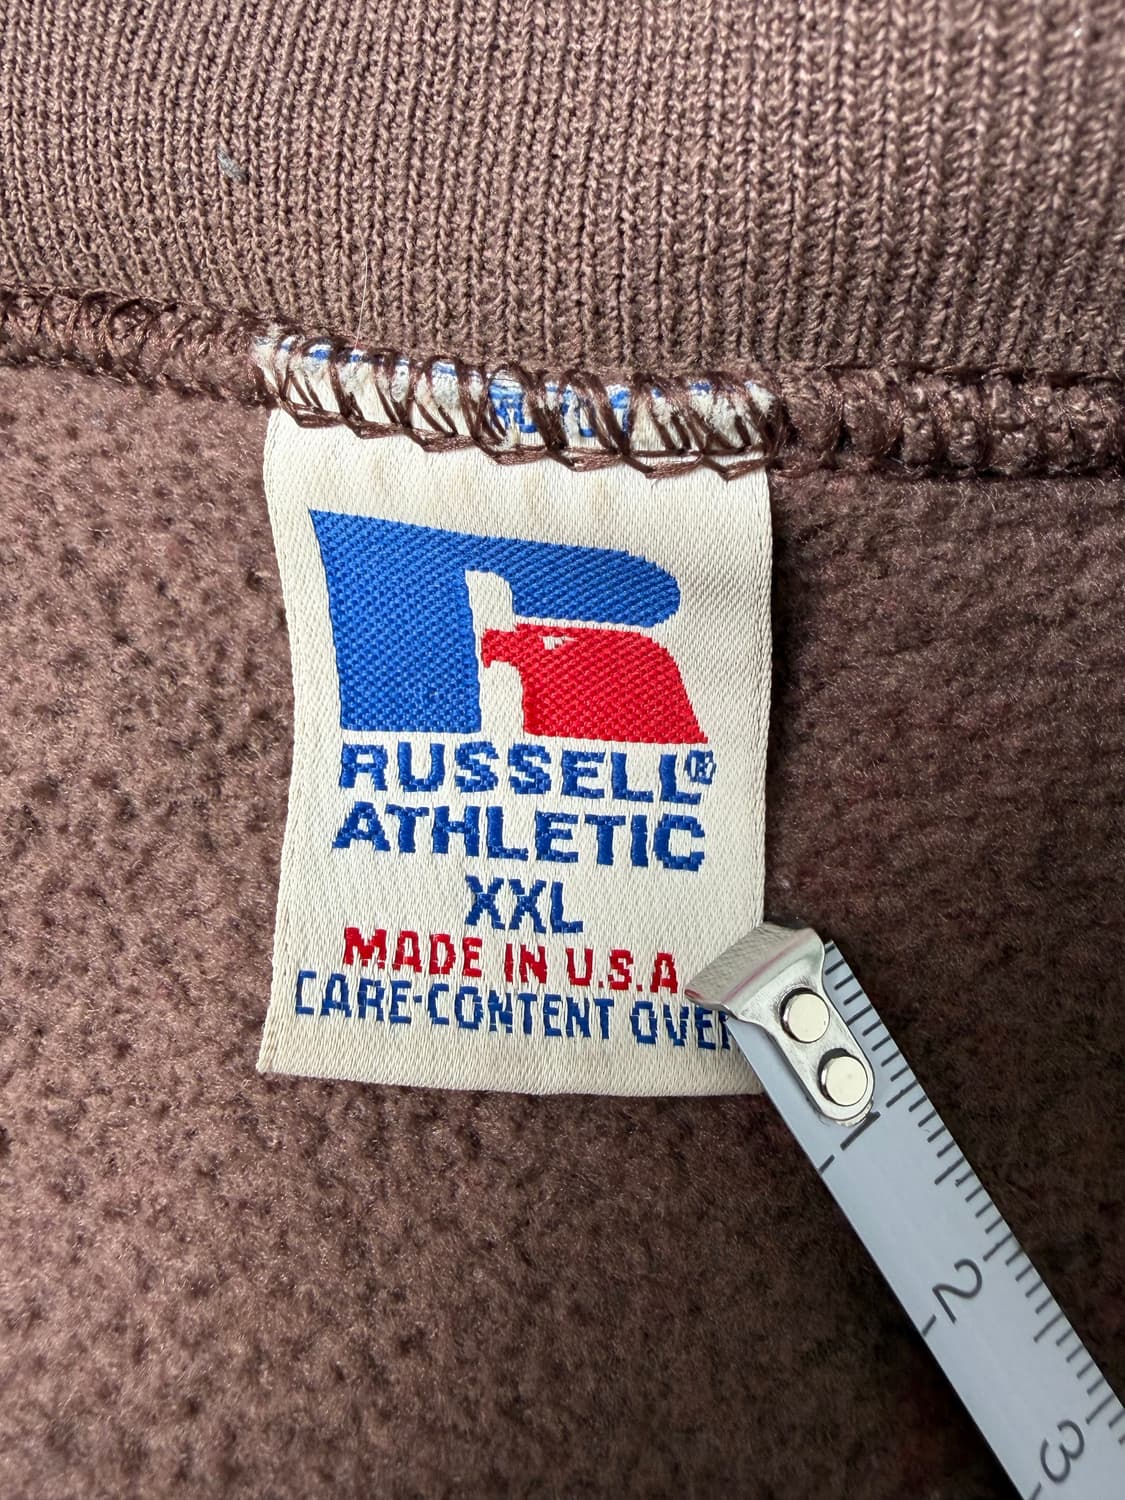 RUSSELL®
ATHLETIC
XXL
MADE IN U.S.A
CARE-CONTENT OVER
1
2
3